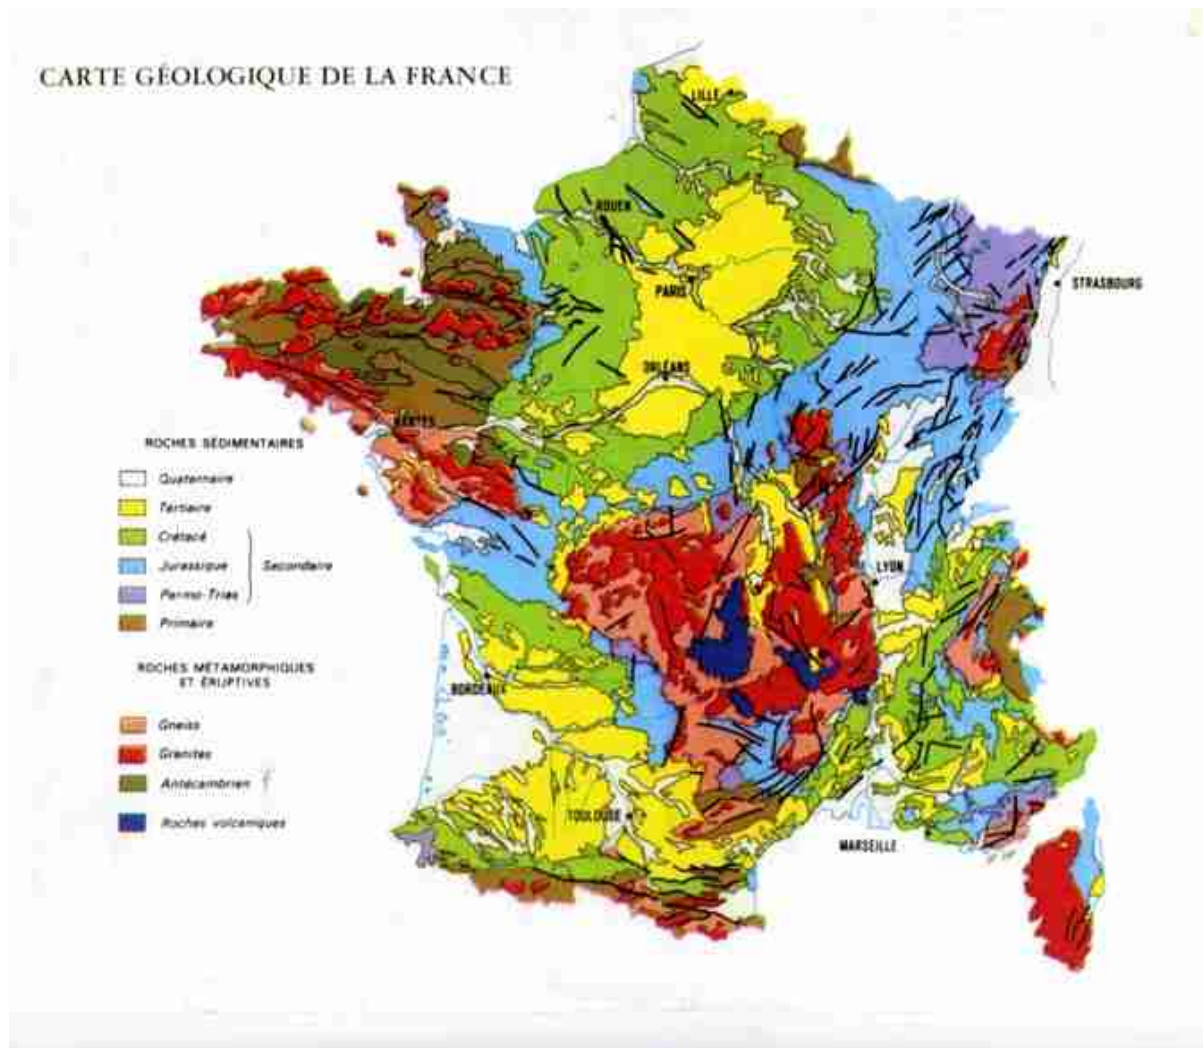 CARTE GÉOLOGIQUE DE LA FRANCE
LILLE
ROUEN
PARIS
STRASBOURG
ORLÉANS
NANTES
ROCHES SÉDIMENTAIRES
Quaternaire
Tertiaire
Crétacé
Jurassique
Secondaire
Permo-Trias
Primaire
LYON
ROCHES MÉTAMORPHIQUES
ET ÉRUPTIVES
BORDEAUX
Gneiss
Granites
Antécambrien
Roches volcaniques
TOULOUSE
MARSEILLE